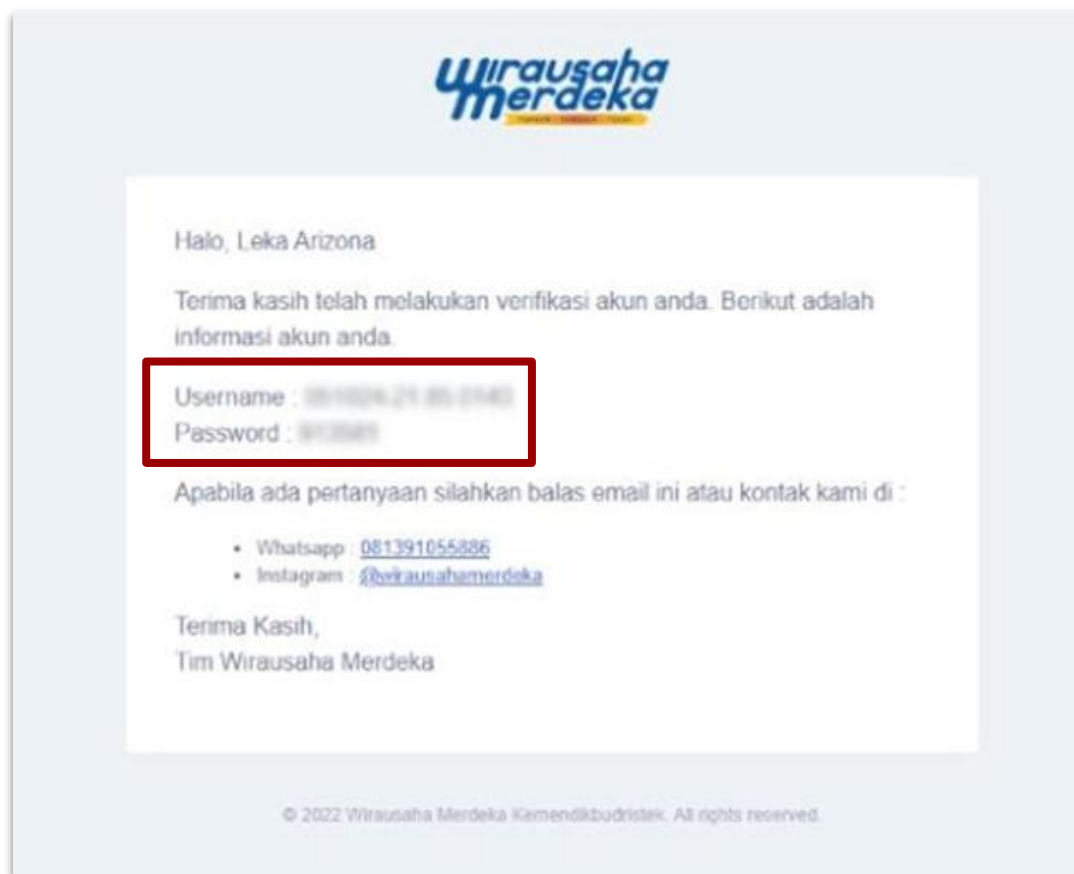 wirausaha
merdeka
Halo, Leka Arizona
Terima kasih telah melakukan verifikasi akun anda. Berikut adalah
informasi akun anda.
Username :
Password :
Apabila ada pertanyaan silahkan balas email ini atau kontak kami di :
• Whatsapp : 081391055886
• Instagram : @wirausahamerdeka
Terima Kasih,
Tim Wirausaha Merdeka
© 2022 Wirausaha Merdeka Kemendikbudristek. All rights reserved.